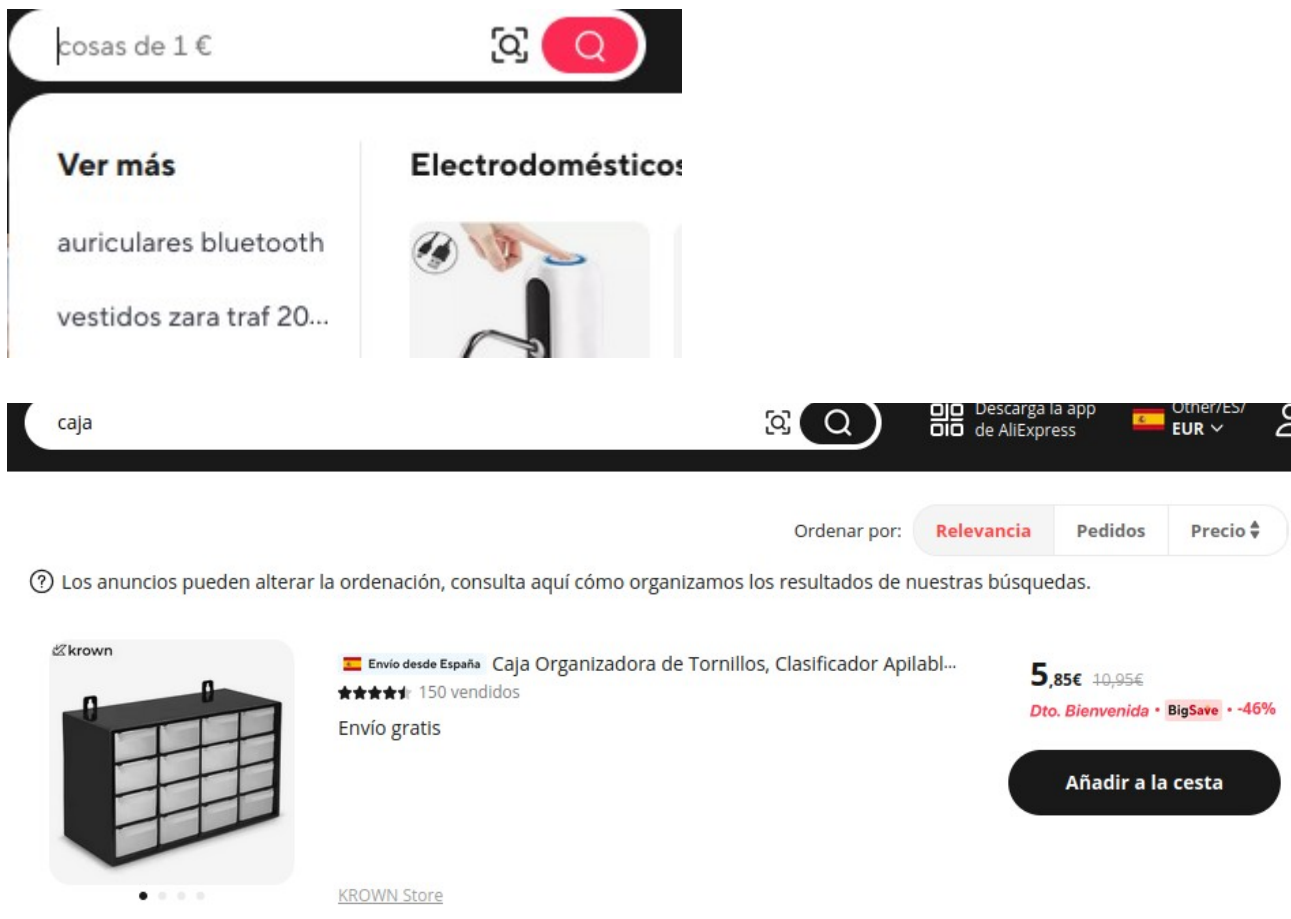 cosas de 1 €
Ver más
Electrodomésticos
auriculares bluetooth
vestidos zara traf 20...
caja
Descarga la app
de AliExpress
Other/ES/
EUR
Ordenar por:
Relevancia
Pedidos
Precio
Los anuncios pueden alterar la ordenación, consulta aquí cómo organizamos los resultados de nuestras búsquedas.
krown
Envío desde España Caja Organizadora de Tornillos, Clasificador Apilabl...
150 vendidos
Envío gratis
5,85€ 10,95€
Dto. Bienvenida • BigSave • -46%
Añadir a la cesta
KROWN Store